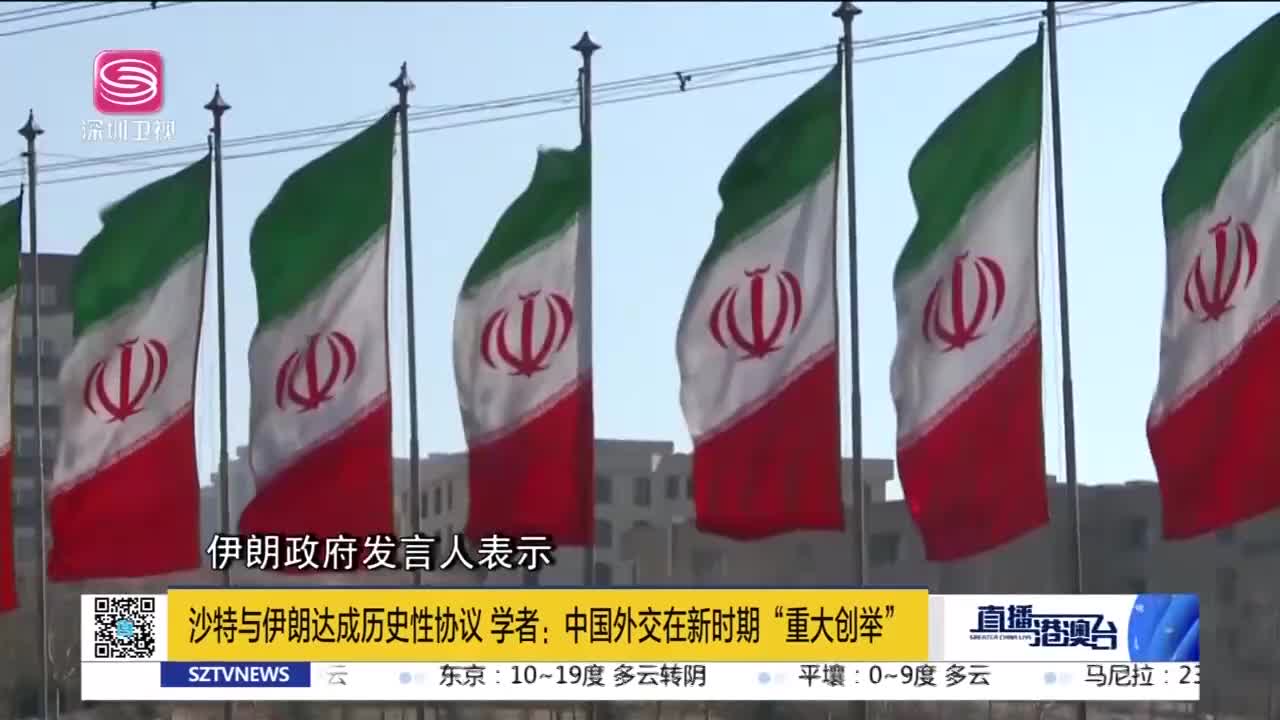 深圳卫视
伊朗政府发言人表示
沙特与伊朗达成历史性协议 学者：中国外交在新时期“重大创举”
直播港澳台
GREATER CHINA LIVE
SZTVNEWS 云 东京：10~19度 多云转阴 平壤：0~9度 多云 马尼拉：23